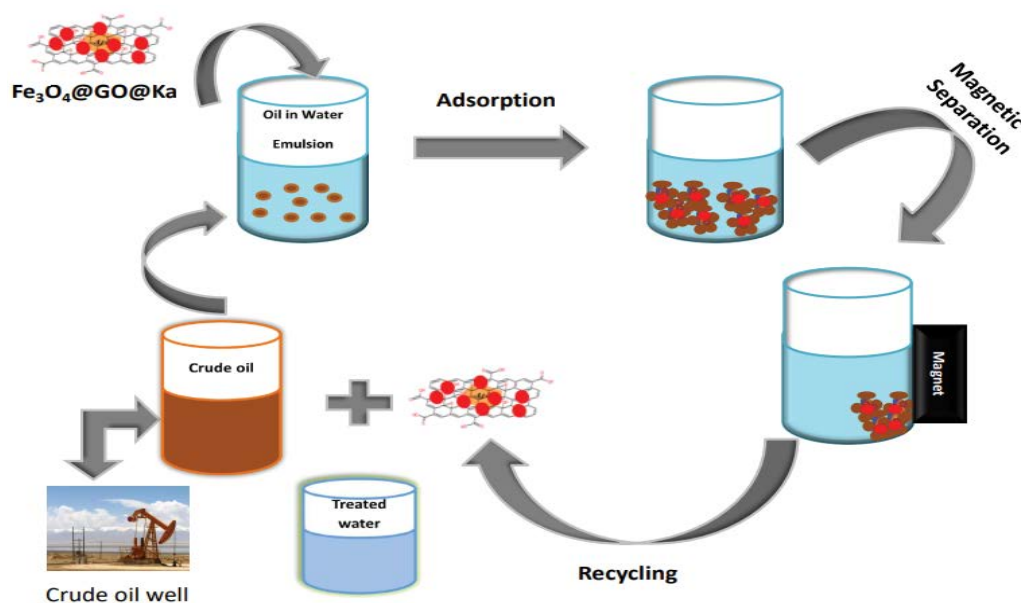 Fe₃O₄@GO@Ka
Oil in Water
Emulsion
Adsorption
Magnetic
Separation
Magnet
Crude oil
Treated
water
Recycling
Crude oil well